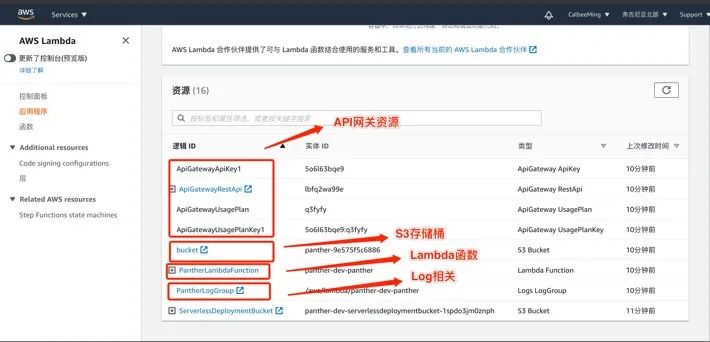 aws
Services
CalbeeMing
弗吉尼亚北部
Support
AWS Lambda
更新了控制台(预览版)
详细了解
控制面板
应用程序
函数
Additional resources
Code signing configurations
层
Related AWS resources
Step Functions state machines
AWS Lambda 合作伙伴提供了可与 Lambda 函数结合使用的服务和工具。查看所有当前的 AWS Lambda 合作伙伴
资源 (16)
按标签和属性筛选，或者按关键字搜索
API网关资源
逻辑 ID 实体 ID 类型 上次修改时间
ApiGatewayApiKey1 5o6l63bqe9 ApiGateway ApiKey 10分钟前
ApiGatewayRestApi lbfq2wa99e ApiGateway RestApi 10分钟前
ApiGatewayUsagePlan q3fyfy ApiGateway UsagePlan 10分钟前
ApiGatewayUsagePlanKey1 5o6l63bqe9:q3fyfy ApiGateway UsagePlanKey 10分钟前
S3存储桶
bucket panther-9e575f5c6886 S3 Bucket 10分钟前
Lambda函数
PantherLambdaFunction panther-dev-panther Lambda Function 10分钟前
Log相关
PantherLogGroup /aws/lambda/panther-dev-panther Logs LogGroup 10分钟前
ServerlessDeploymentBucket panther-dev-serverlessdeploymentbucket-1spdo3jm0znph S3 Bucket 11分钟前